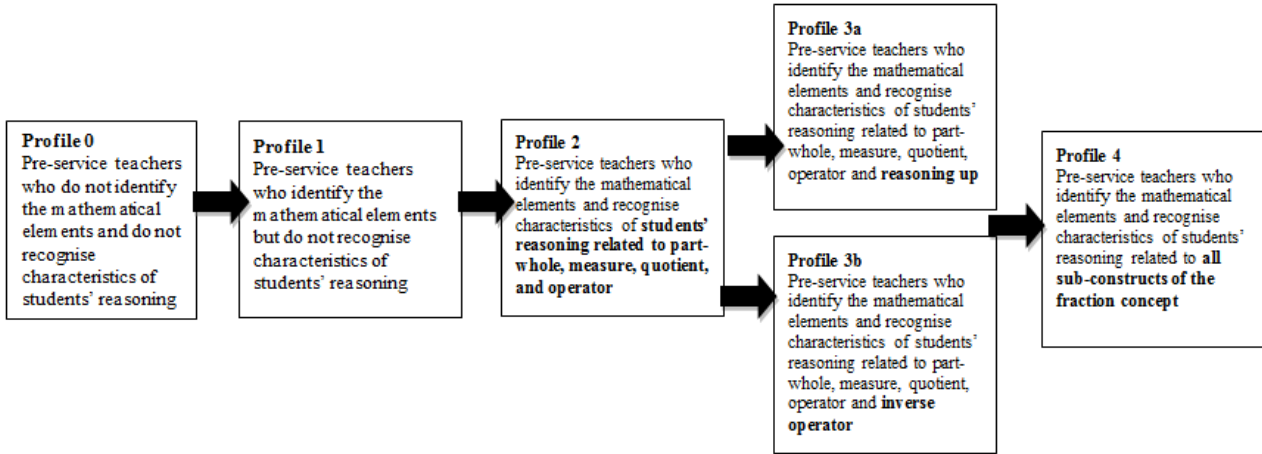 Profile 0
Pre-service teachers
who do not identify
the mathematical
elements and do not
recognise
characteristics of
students' reasoning
Profile 1
Pre-service teachers
who identify the
mathematical elements
but do not recognise
characteristics of
students' reasoning
Profile 2
Pre-service teachers who
identify the mathematical
elements and recognise
characteristics of students'
reasoning related to part-
whole, measure, quotient,
and operator
Profile 3a
Pre-service teachers who
identify the mathematical
elements and recognise
characteristics of students'
reasoning related to part-
whole, measure, quotient,
operator and reasoning up
Profile 3b
Pre-service teachers who
identify the mathematical
elements and recognise
characteristics of students'
reasoning related to part-
whole, measure, quotient,
operator and inverse
operator
Profile 4
Pre-service teachers who
identify the mathematical
elements and recognise
characteristics of students'
reasoning related to all
sub-constructs of the
fraction concept